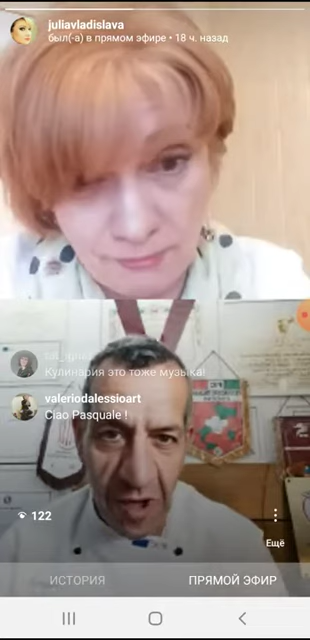 juliavladislava
был(-а) в прямом эфире • 18 ч. назад
Кулинария это тоже музыка!
valeriodalessioart
Ciao Pasquale !
122
Ещё
ИСТОРИЯ
ПРЯМОЙ ЭФИР